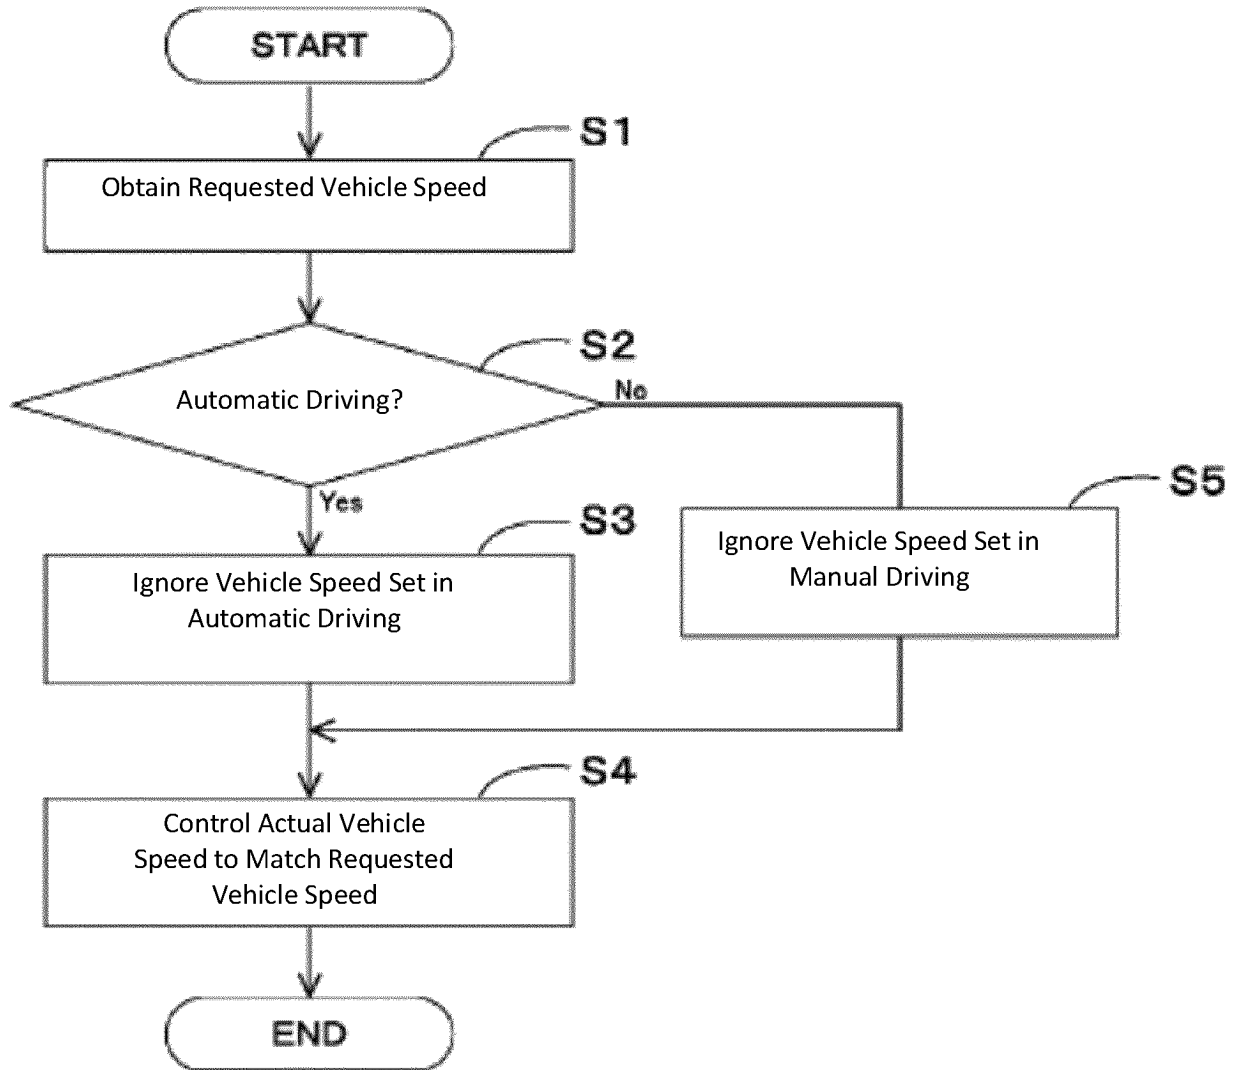 START
S1
Obtain Requested Vehicle Speed
S2
Automatic Driving?
No
Yes
S3
Ignore Vehicle Speed Set in
Automatic Driving
S5
Ignore Vehicle Speed Set in
Manual Driving
S4
Control Actual Vehicle
Speed to Match Requested
Vehicle Speed
END